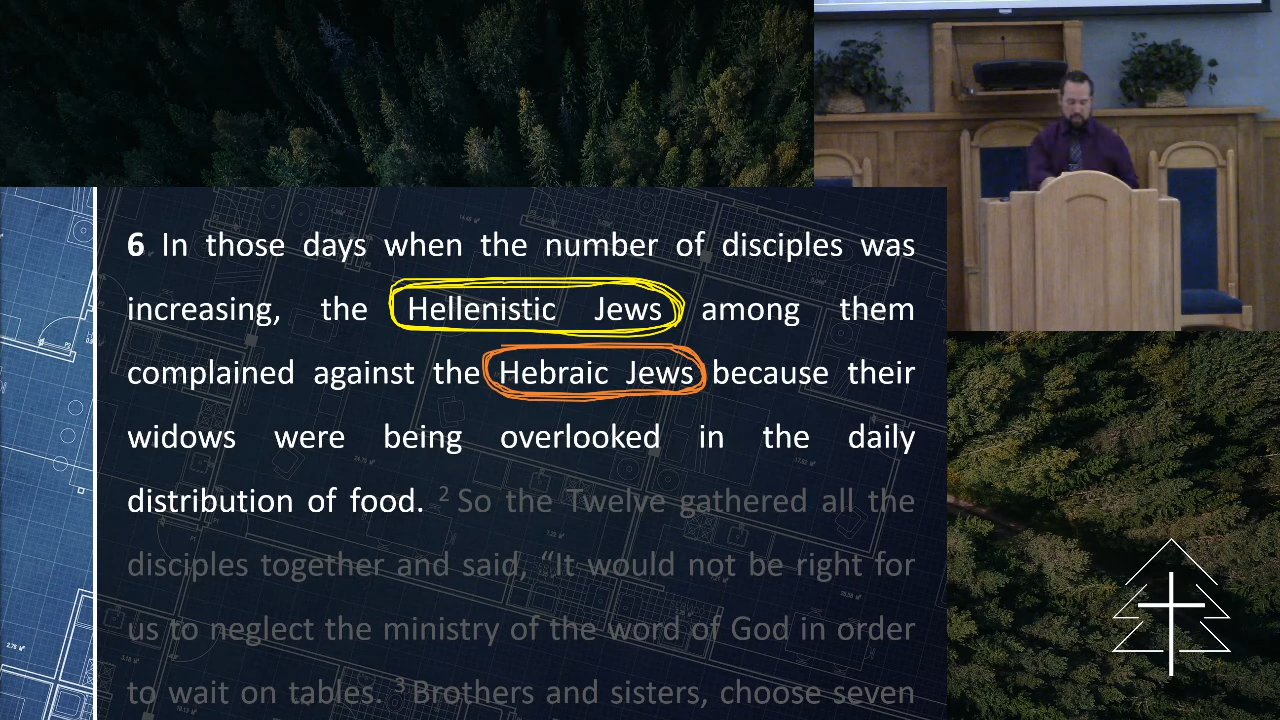 6 In those days when the number of disciples was
increasing, the Hellenistic Jews among them
complained against the Hebraic Jews because their
widows were being overlooked in the daily
distribution of food. 2 So the Twelve gathered all the
disciples together and said, “It would not be right for
us to neglect the ministry of the word of God in order
to wait on tables. 3 Brothers and sisters, choose seven